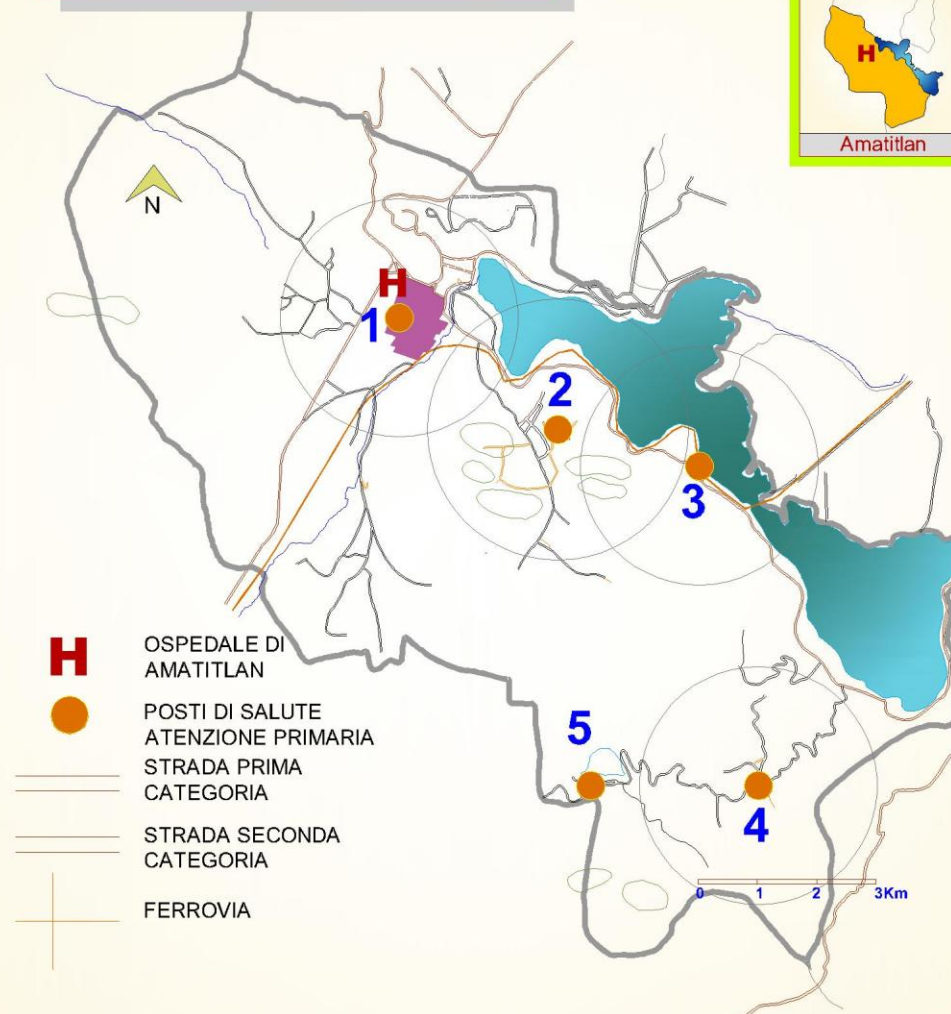 H
Amatitlan
N
H
1
2
3
5
4
0 1 2 3Km
H OSPEDALE DI
AMATITLAN
POSTI DI SALUTE
ATENZIONE PRIMARIA
STRADA PRIMA
CATEGORIA
STRADA SECONDA
CATEGORIA
FERROVIA